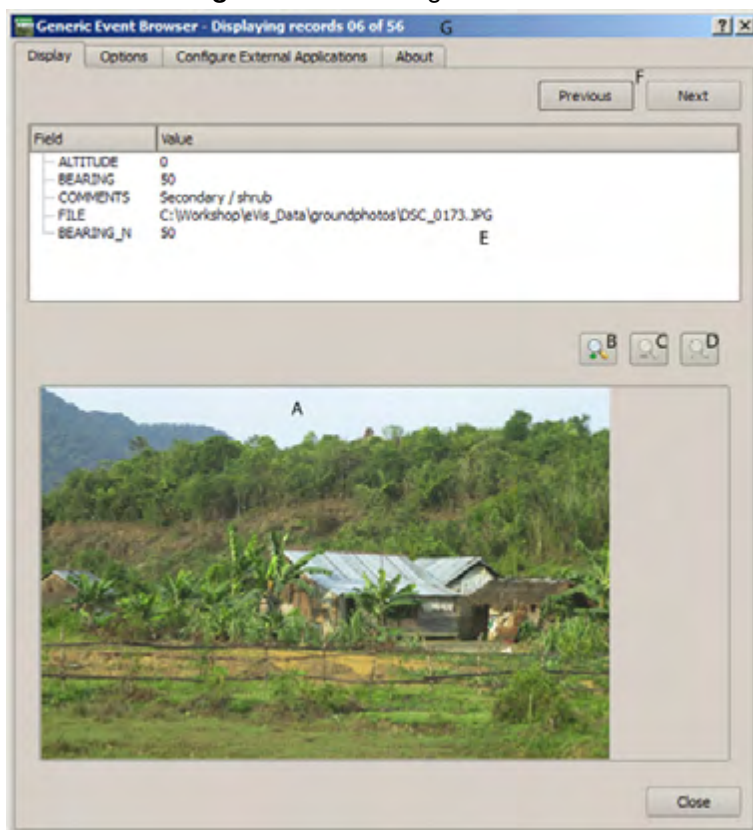 Generic Event Browser - Displaying records 06 of 56 G
Display Options Configure External Applications About
F
Previous Next
Field Value
ALTITUDE 0
BEARING 50
COMMENTS Secondary / shrub
FILE C:\Workshop\eVis_Data\groundphotos\DSC_0173.JPG
BEARING_N 50
E
B C D
A
Close